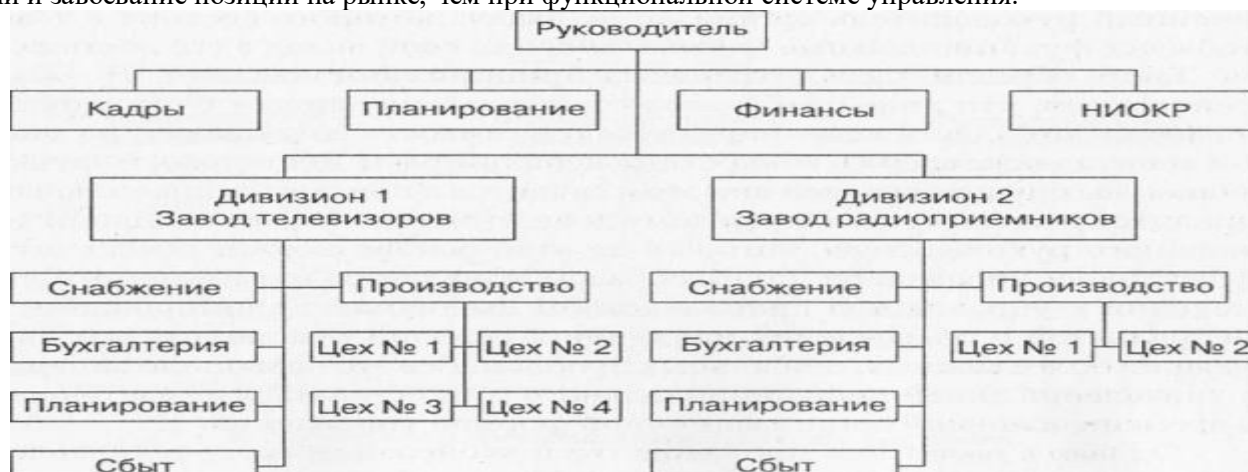 и завоевание позиций на рынке, чем при функциональной системе управления.
Руководитель
Кадры Планирование Финансы НИОКР
Дивизион 1
Завод телевизоров
Дивизион 2
Завод радиоприемников
Снабжение Производство Снабжение Производство
Бухгалтерия Цех № 1 Цех № 2 Бухгалтерия Цех № 1 Цех № 2
Планирование Цех № 3 Цех № 4 Планирование
Сбыт Сбыт